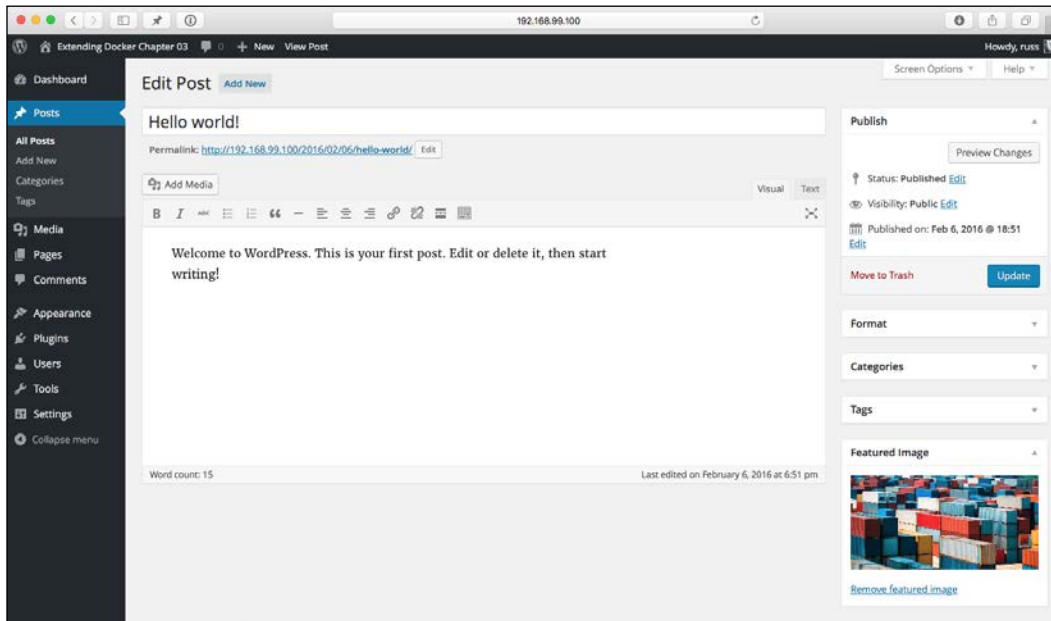 192.168.99.100
Extending Docker Chapter 03 0 + New View Post Howdy, russ
Screen Options Help
Dashboard
Posts
All Posts
Add New
Categories
Tags
Media
Pages
Comments
Appearance
Plugins
Users
Tools
Settings
Collapse menu
Edit Post Add New
Hello world!
Permalink: http://192.168.99.100/2016/02/06/hello-world/ Edit
Add Media
Visual Text
B I ABC
Welcome to WordPress. This is your first post. Edit or delete it, then start
writing!
Word count: 15 Last edited on February 6, 2016 at 6:51 pm
Publish
Preview Changes
Status: Published Edit
Visibility: Public Edit
Published on: Feb 6, 2016 @ 18:51
Edit
Move to Trash Update
Format
Categories
Tags
Featured Image
Remove featured image